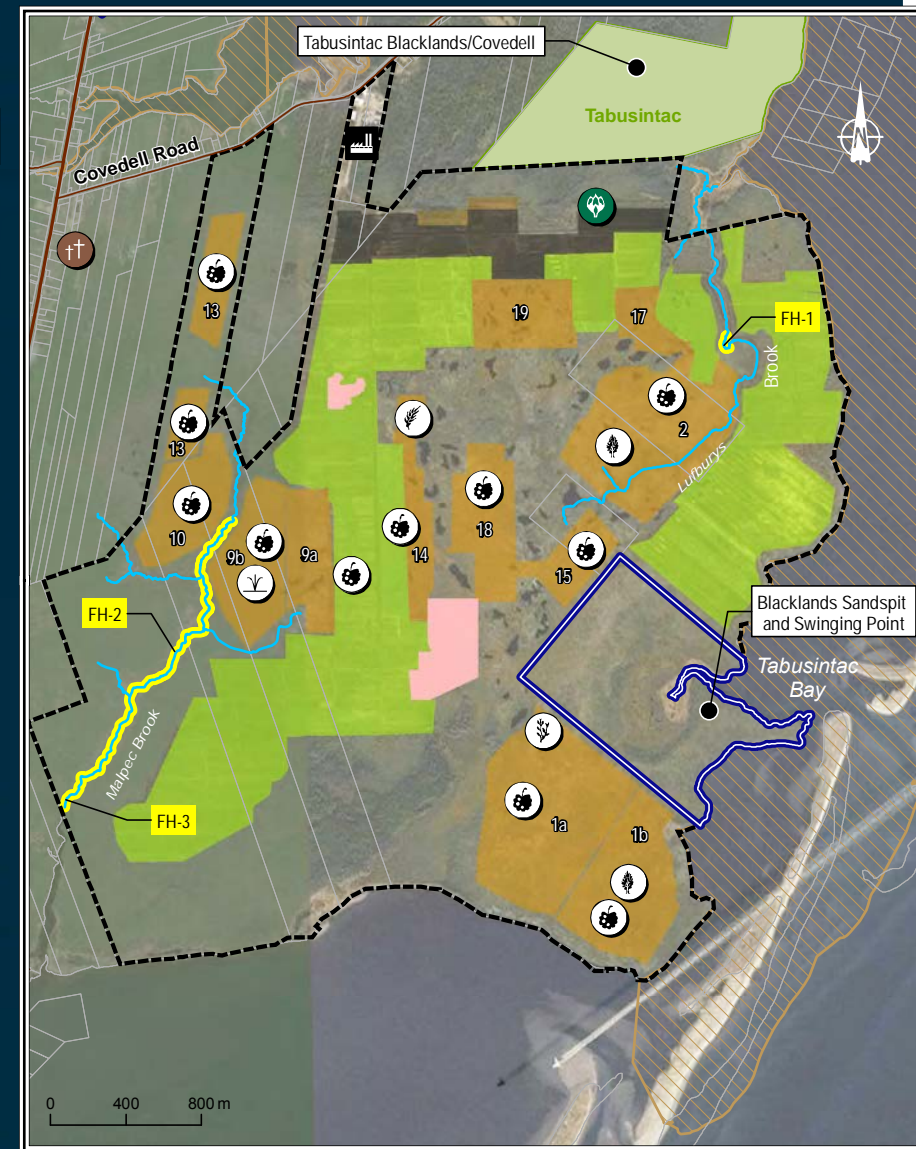 Tabusintac Blacklands/Covedell
Tabusintac
Covedell Road
N
13
19
17
FH-1
Brook
2
13
Lufburys
10
9b
9a
14
18
15
FH-2
Blacklands Sandspit
and Swinging Point
Tabusintac
Bay
Malpec Brook
FH-3
1a
1b
0 400 800 m